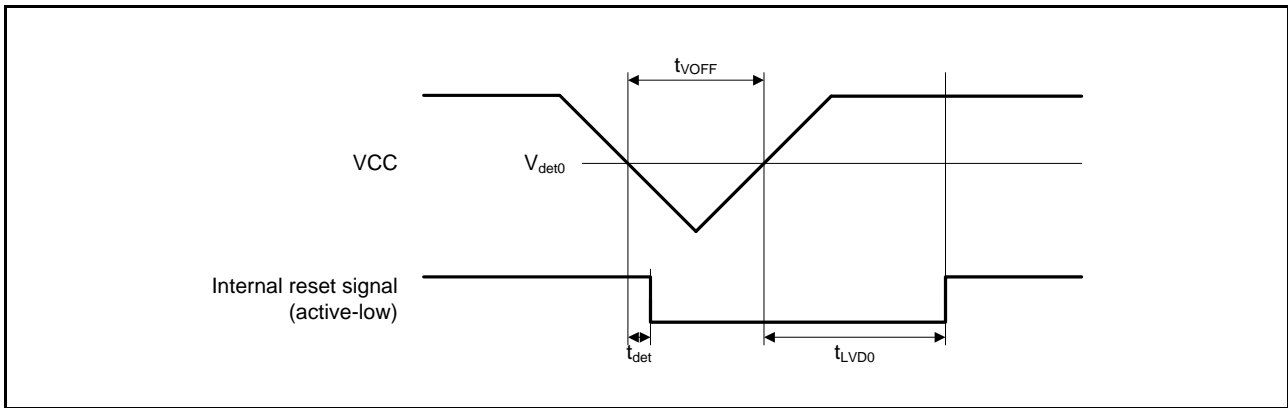 tVOFF
VCC
Vdet0
Internal reset signal
(active-low)
tdet
tLVD0